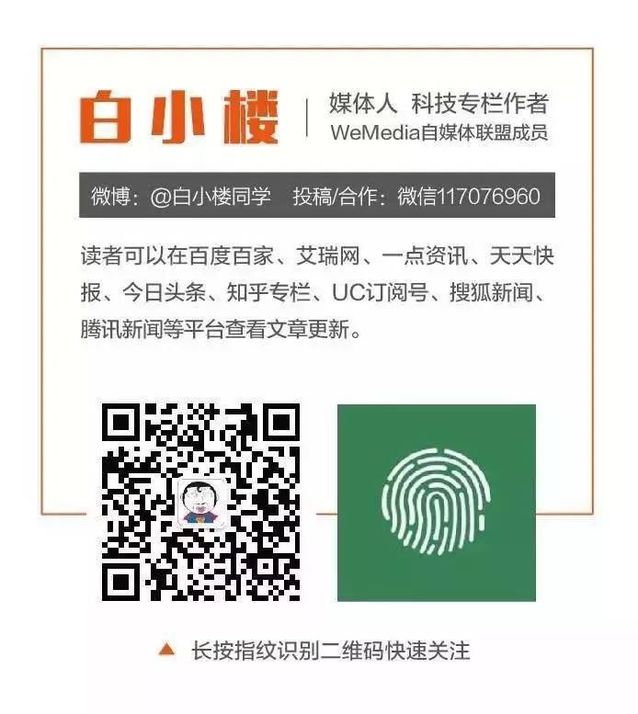 白小楼
媒体人 科技专栏作者
WeMedia自媒体联盟成员
微博：@白小楼同学 投稿/合作：微信117076960
读者可以在百度百家、艾瑞网、一点资讯、天天快
报、今日头条、知乎专栏、UC订阅号、搜狐新闻、
腾讯新闻等平台查看文章更新。
长按指纹识别二维码快速关注